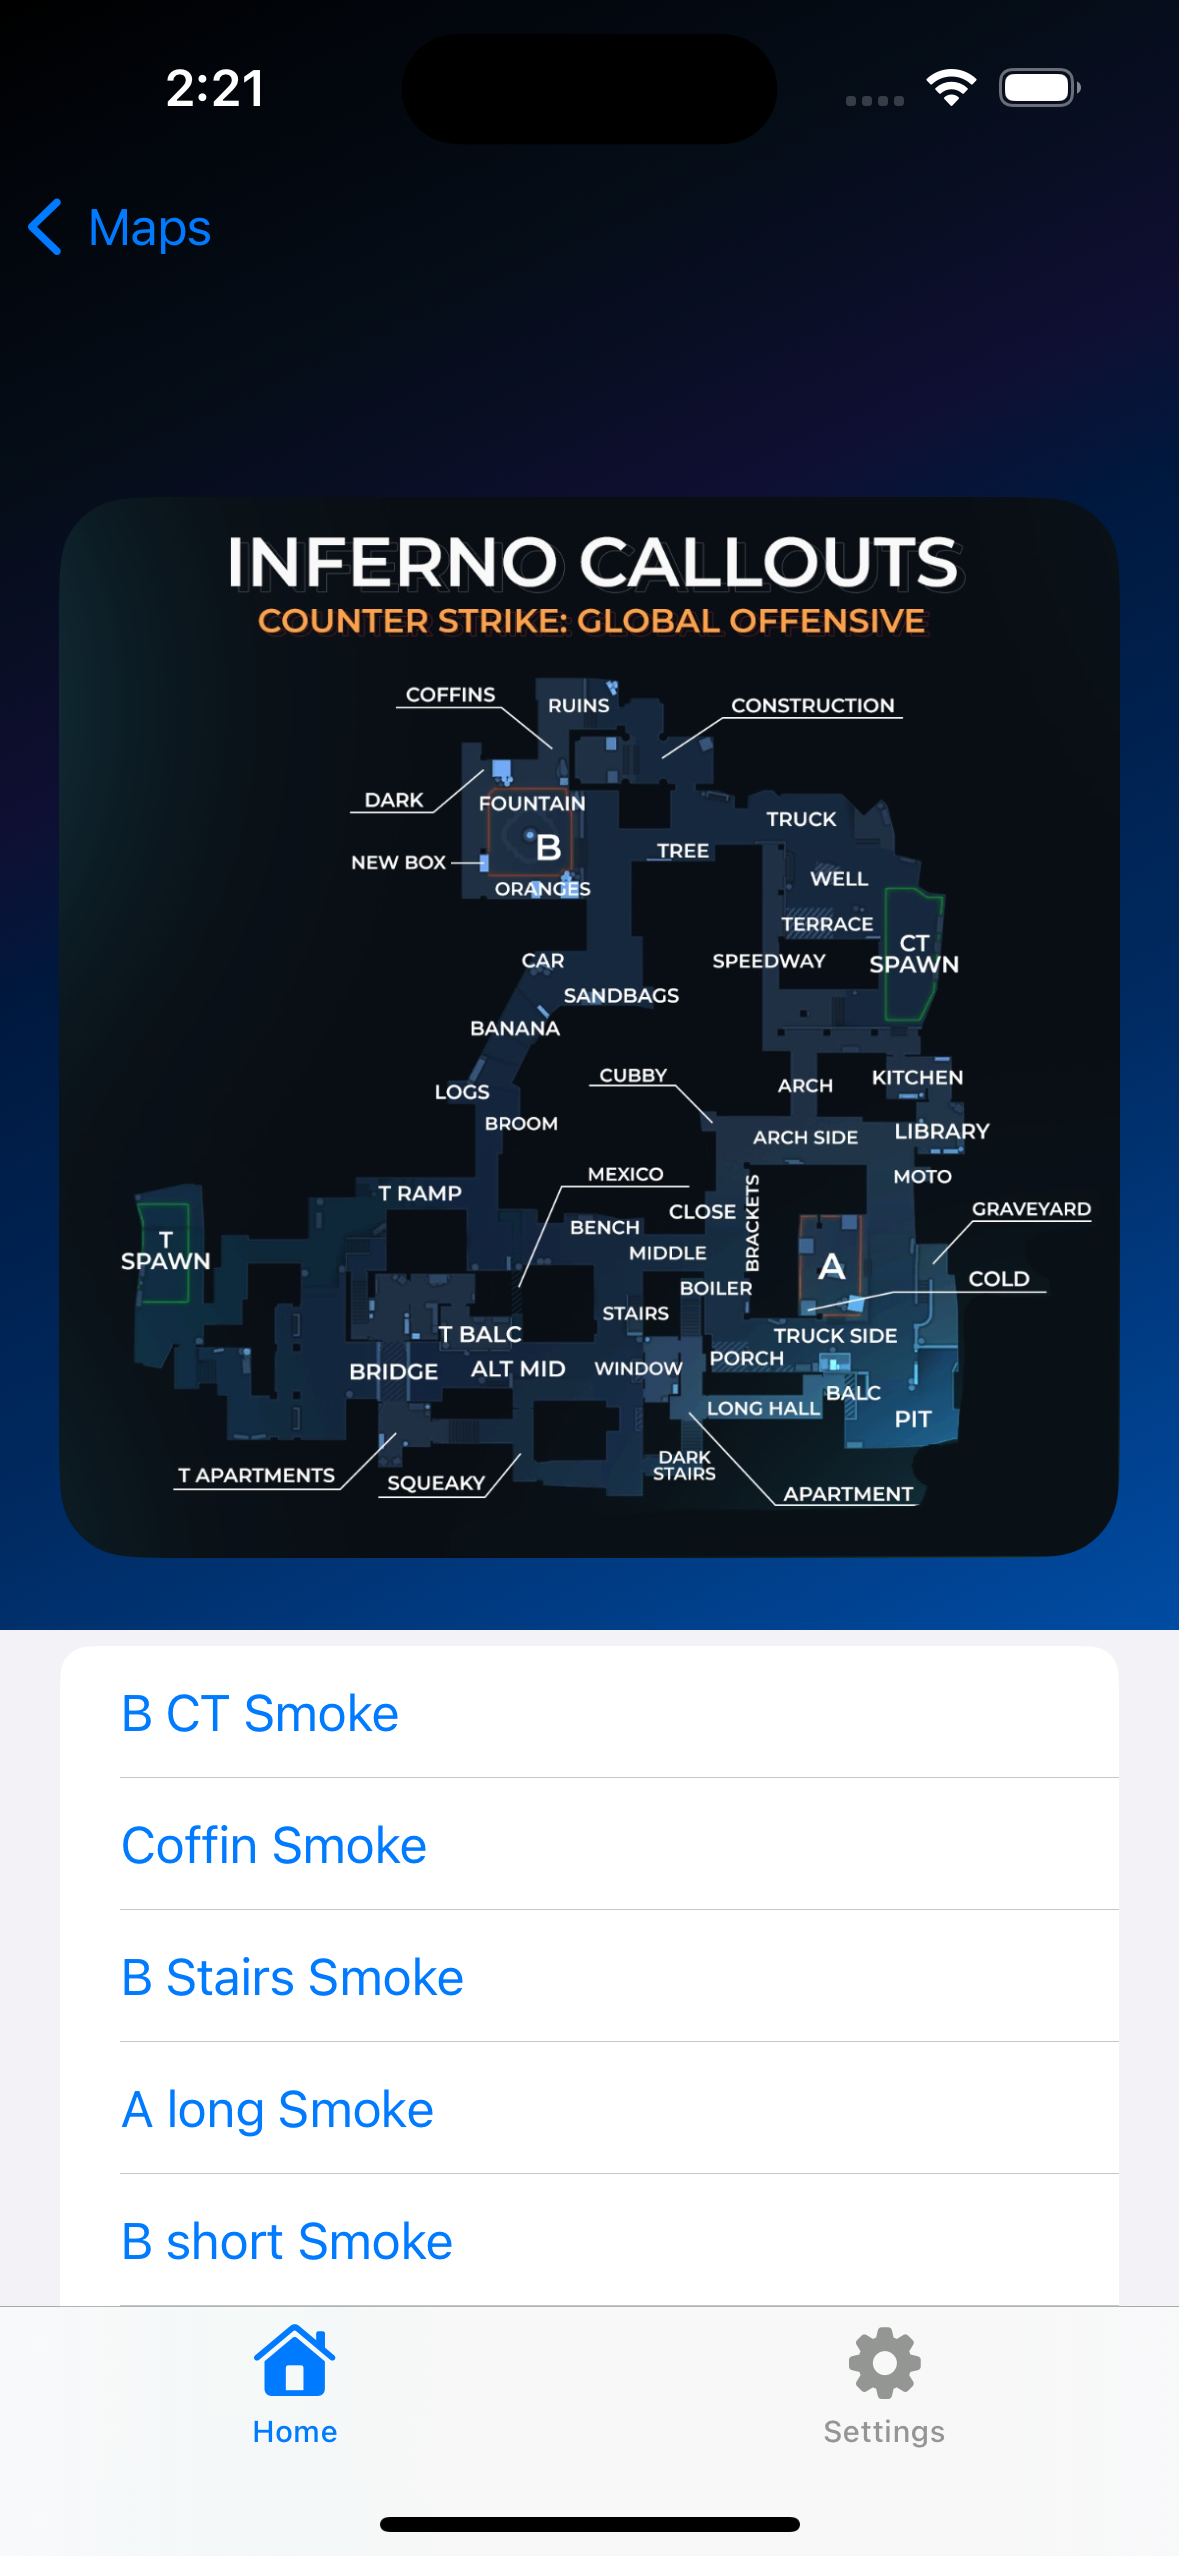 2:21
Maps
INFERNO CALLOUTS
COUNTER STRIKE: GLOBAL OFFENSIVE
COFFINS
RUINS
CONSTRUCTION
DARK
FOUNTAIN
TRUCK
B
TREE
NEW BOX
WELL
ORANGES
TERRACE
CT
SPAWN
CAR
SPEEDWAY
SANDBAGS
BANANA
CUBBY
ARCH
KITCHEN
LOGS
BROOM
ARCH SIDE
LIBRARY
MEXICO
MOTO
T RAMP
CLOSE
BRACKETS
GRAVEYARD
BENCH
T
SPAWN
MIDDLE
A
COLD
BOILER
STAIRS
T BALC
TRUCK SIDE
BRIDGE
ALT MID
WINDOW
PORCH
BALC
LONG HALL
PIT
DARK
STAIRS
T APARTMENTS
SQUEAKY
APARTMENT
B CT Smoke
Coffin Smoke
B Stairs Smoke
A long Smoke
B short Smoke
Home
Settings